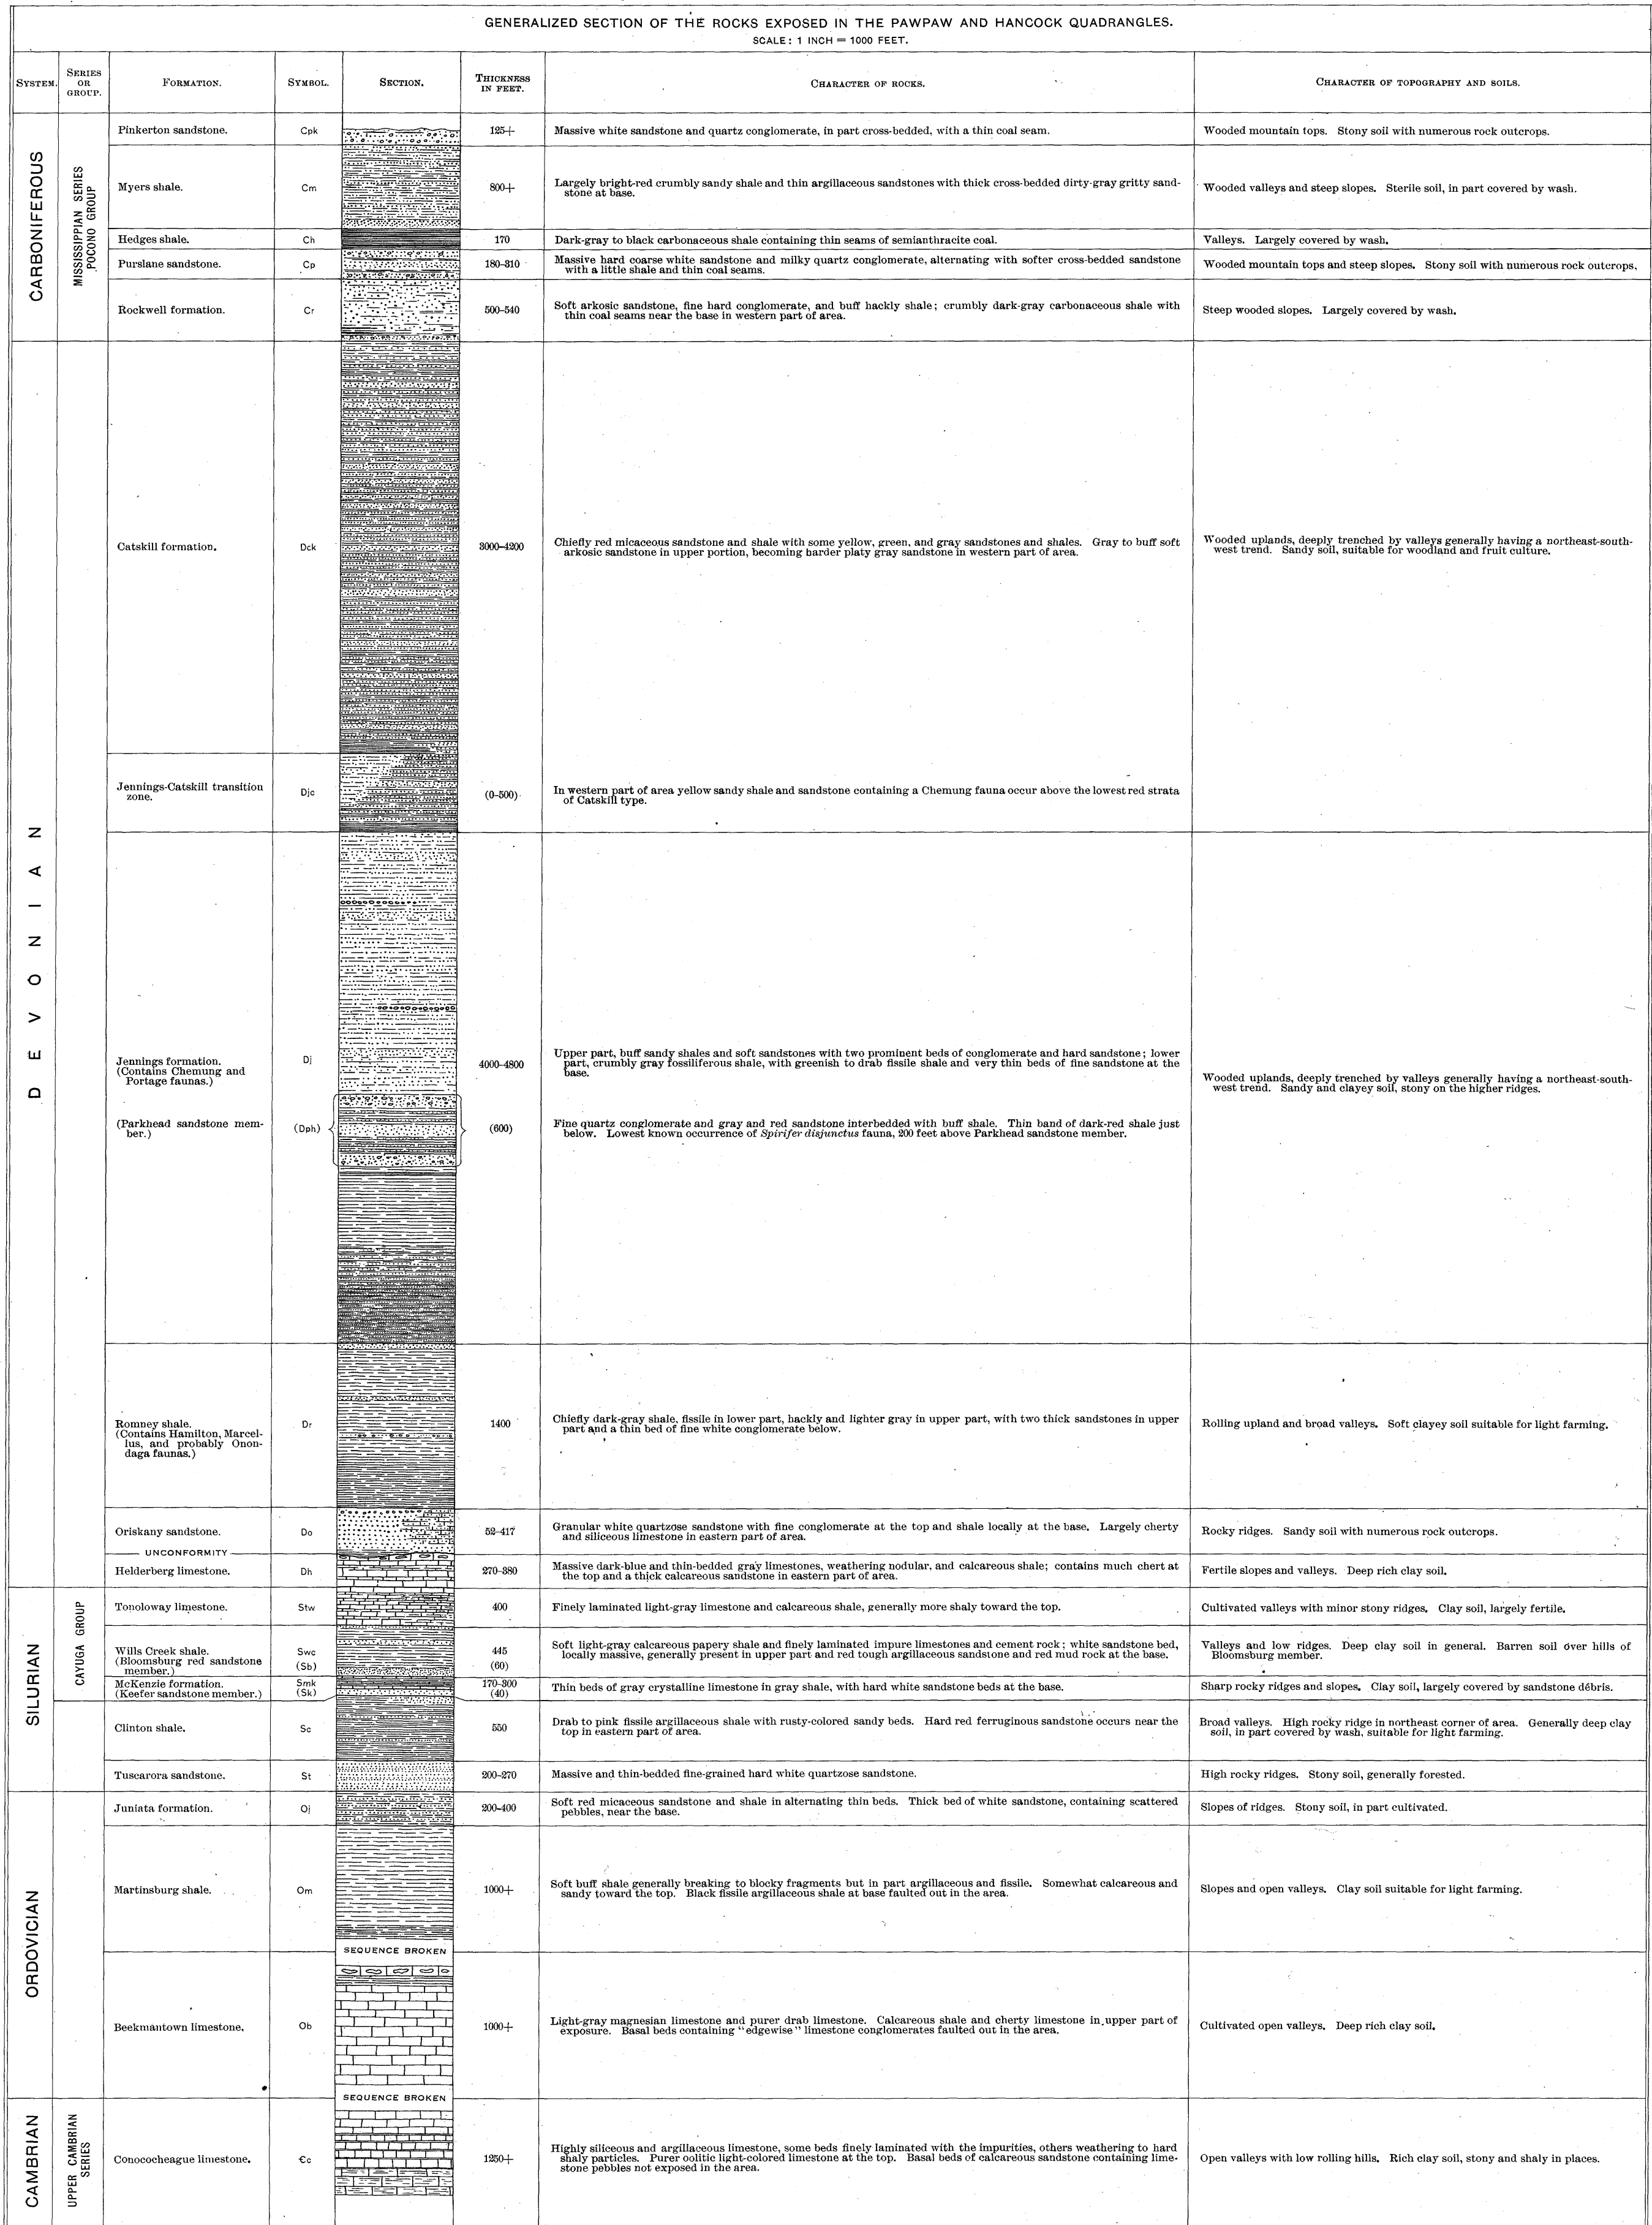 GENERALIZED SECTION OF THE ROCKS EXPOSED IN THE PAWPAW AND HANCOCK QUADRANGLES.
SCALE: 1 INCH = 1000 FEET.
SYSTEM.
SERIES
OR
GROUP.
FORMATION.
SYMBOL.
SECTION.
THICKNESS
IN FEET.
CHARACTER OF ROCKS.
CHARACTER OF TOPOGRAPHY AND SOILS.
CARBONIFEROUS
MISSISSIPPIAN SERIES
POCONO GROUP
Pinkerton sandstone.
Cpk
125+
Massive white sandstone and quartz conglomerate, in part cross-bedded, with a thin coal seam.
Wooded mountain tops. Stony soil with numerous rock outcrops.
Myers shale.
Cm
800+
Largely bright-red crumbly sandy shale and thin argillaceous sandstones with thick cross-bedded dirty-gray gritty sand-
stone at base.
Wooded valleys and steep slopes. Sterile soil, in part covered by wash.
Hedges shale.
Ch
170
Dark-gray to black carbonaceous shale containing thin seams of semianthracite coal.
Valleys. Largely covered by wash.
Purslane sandstone.
Cp
180–310
Massive hard coarse white sandstone and milky quartz conglomerate, alternating with softer cross-bedded sandstone
with a little shale and thin coal seams.
Wooded mountain tops and steep slopes. Stony soil with numerous rock outcrops.
Rockwell formation.
Cr
500–540
Soft arkosic sandstone, fine hard conglomerate, and buff hackly shale; crumbly dark-gray carbonaceous shale with
thin coal seams near the base in western part of area.
Steep wooded slopes. Largely covered by wash.
DEVONIAN
Catskill formation.
Dck
3000–4200
Chiefly red micaceous sandstone and shale with some yellow, green, and gray sandstones and shales. Gray to buff soft
arkosic sandstone in upper portion, becoming harder platy gray sandstone in western part of area.
Wooded uplands, deeply trenched by valleys generally having a northeast-south-
west trend. Sandy soil, suitable for woodland and fruit culture.
Jennings-Catskill transition
zone.
Djc
(0–500)
In western part of area yellow sandy shale and sandstone containing a Chemung fauna occur above the lowest red strata
of Catskill type.
Jennings formation.
(Contains Chemung and
Portage faunas.)
Dj
4000–4800
Upper part, buff sandy shales and soft sandstones with two prominent beds of conglomerate and hard sandstone; lower
part, crumbly gray fossiliferous shale, with greenish to drab fissile shale and very thin beds of fine sandstone at the
base.
Wooded uplands, deeply trenched by valleys generally having a northeast-south-
west trend. Sandy and clayey soil, stony on the higher ridges.
(Parkhead sandstone mem-
ber.)
(Dph)
(600)
Fine quartz conglomerate and gray and red sandstone interbedded with buff shale. Thin band of dark-red shale just
below. Lowest known occurrence of Spirifer disjunctus fauna, 200 feet above Parkhead sandstone member.
Romney shale.
(Contains Hamilton, Marcel-
lus, and probably Onon-
daga faunas.)
Dr
1400
Chiefly dark-gray shale, fissile in lower part, hackly and lighter gray in upper part, with two thick sandstones in upper
part and a thin bed of fine white conglomerate below.
Rolling upland and broad valleys. Soft clayey soil suitable for light farming.
Oriskany sandstone.
Do
52–417
Granular white quartzose sandstone with fine conglomerate at the top and shale locally at the base. Largely cherty
and siliceous limestone in eastern part of area.
Rocky ridges. Sandy soil with numerous rock outcrops.
UNCONFORMITY
Helderberg limestone.
Dh
270–380
Massive dark-blue and thin-bedded gray limestones, weathering nodular, and calcareous shale; contains much chert at
the top and a thick calcareous sandstone in eastern part of area.
Fertile slopes and valleys. Deep rich clay soil.
SILURIAN
CAYUGA GROUP
Tonoloway limestone.
Stw
400
Finely laminated light-gray limestone and calcareous shale, generally more shaly toward the top.
Cultivated valleys with minor stony ridges. Clay soil, largely fertile.
Wills Creek shale.
(Bloomsburg red sandstone
member.)
Swc
(Sb)
445
(60)
Soft light-gray calcareous papery shale and finely laminated impure limestones and cement rock; white sandstone bed,
locally massive, generally present in upper part and red tough argillaceous sandstone and red mud rock at the base.
Valleys and low ridges. Deep clay soil in general. Barren soil over hills of
Bloomsburg member.
McKenzie formation.
(Keefer sandstone member.)
Smk
(Sk)
170–300
(40)
Thin beds of gray crystalline limestone in gray shale, with hard white sandstone beds at the base.
Sharp rocky ridges and slopes. Clay soil, largely covered by sandstone débris.
Clinton shale.
Sc
550
Drab to pink fissile argillaceous shale with rusty-colored sandy beds. Hard red ferruginous sandstone occurs near the
top in eastern part of area.
Broad valleys. High rocky ridge in northeast corner of area. Generally deep clay
soil, in part covered by wash, suitable for light farming.
Tuscarora sandstone.
St
200–270
Massive and thin-bedded fine-grained hard white quartzose sandstone.
High rocky ridges. Stony soil, generally forested.
ORDOVICIAN
Juniata formation.
Oj
200–400
Soft red micaceous sandstone and shale in alternating thin beds. Thick bed of white sandstone, containing scattered
pebbles, near the base.
Slopes of ridges. Stony soil, in part cultivated.
Martinsburg shale.
Om
1000+
Soft buff shale generally breaking to blocky fragments but in part argillaceous and fissile. Somewhat calcareous and
sandy toward the top. Black fissile argillaceous shale at base faulted out in the area.
Slopes and open valleys. Clay soil suitable for light farming.
SEQUENCE BROKEN
Beekmantown limestone.
Ob
1000+
Light-gray magnesian limestone and purer drab limestone. Calcareous shale and cherty limestone in upper part of
exposure. Basal beds containing "edgewise" limestone conglomerates faulted out in the area.
Cultivated open valleys. Deep rich clay soil.
SEQUENCE BROKEN
CAMBRIAN
UPPER CAMBRIAN
SERIES
Conococheague limestone.
Єc
1250+
Highly siliceous and argillaceous limestone, some beds finely laminated with the impurities, others weathering to hard
shaly particles. Purer oolitic light-colored limestone at the top. Basal beds of calcareous sandstone containing lime-
stone pebbles not exposed in the area.
Open valleys with low rolling hills. Rich clay soil, stony and shaly in places.